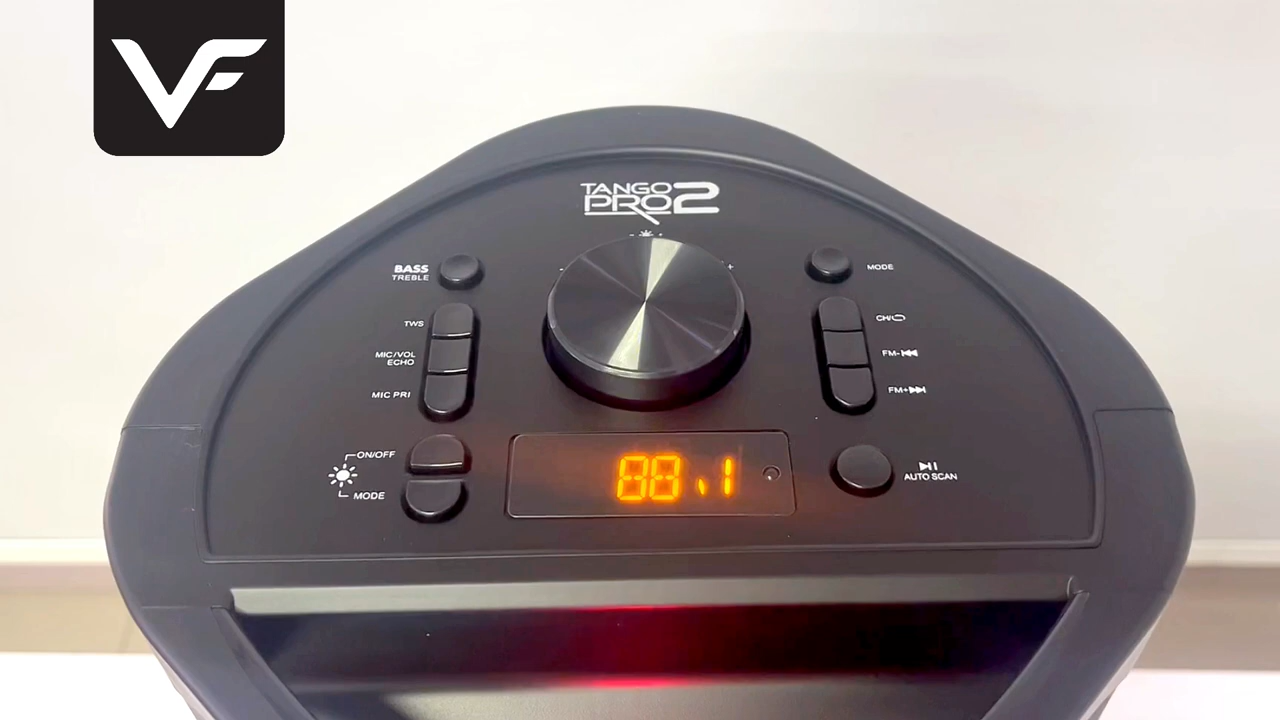 VF
TANGO
PRO2
- +
BASS
TREBLE
MODE
- +
TWS
CH/
MIC/VOL
ECHO
FM-
MIC PRI
FM+
ON/OFF
MODE
88.1
AUTO SCAN